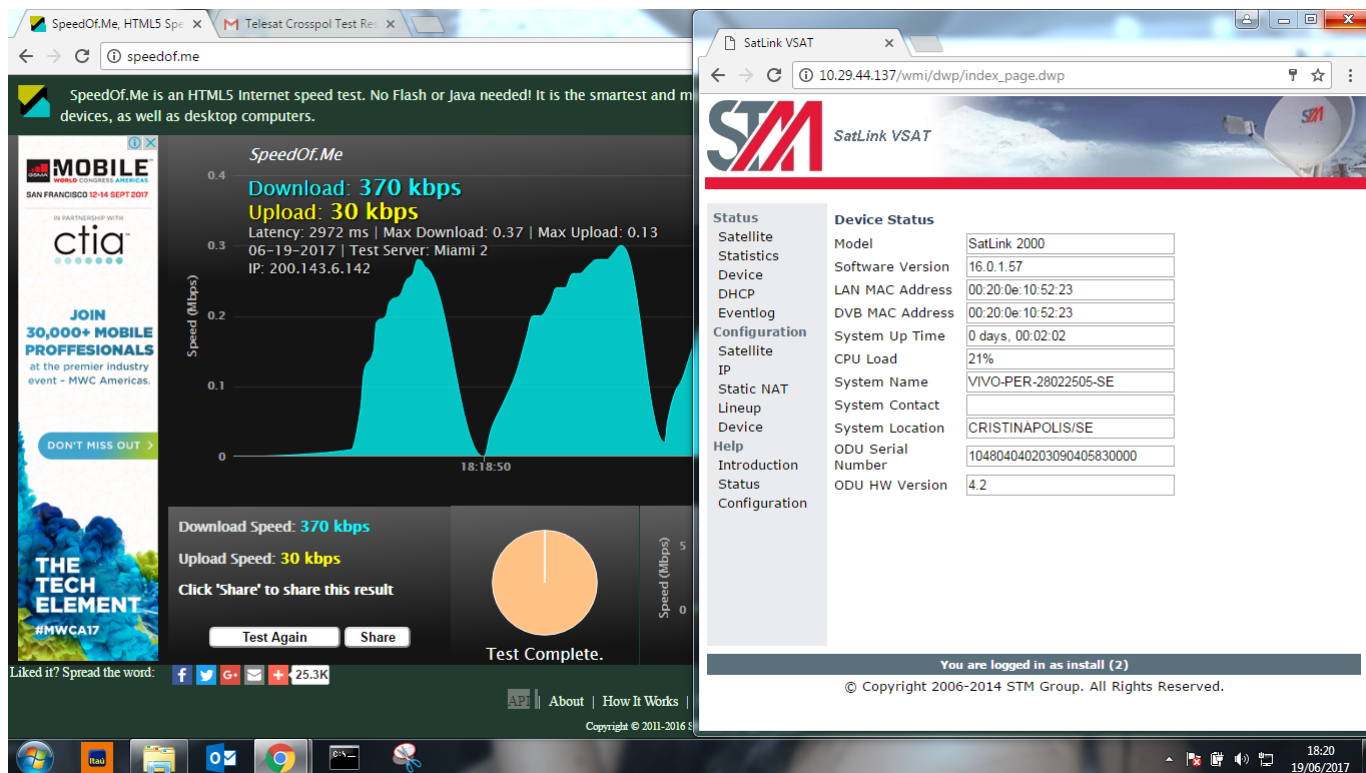 SpeedOf.Me, HTML5 Spe
Telesat Crosspol Test Res
speedof.me
SpeedOf.Me is an HTML5 Internet speed test. No Flash or Java needed! It is the smartest and m
devices, as well as desktop computers.
GSMA
MOBILE
WORLD CONGRESS AMERICAS
SAN FRANCISCO 12-14 SEPT 2017
IN PARTNERSHIP WITH
ctia
JOIN
30,000+ MOBILE
PROFFESIONALS
at the premier industry
event - MWC Americas.
DON'T MISS OUT >
THE
TECH
ELEMENT
#MWCA17
SpeedOf.Me
Download: 370 kbps
Upload: 30 kbps
Latency: 2972 ms | Max Download: 0.37 | Max Upload: 0.13
06-19-2017 | Test Server: Miami 2
IP: 200.143.6.142
Speed (Mbps)
0.4
0.3
0.2
0.1
0
18:18:50
Download Speed: 370 kbps
Upload Speed: 30 kbps
Click 'Share' to share this result
Test Again
Share
Test Complete.
Speed (Mbps)
5
0
Liked it? Spread the word:
25.3K
API | About | How It Works |
Copyright © 2011-2016 S
SatLink VSAT
10.29.44.137/wmi/dwp/index_page.dwp
STM
SatLink VSAT
STM
Status
Satellite
Statistics
Device
DHCP
Eventlog
Configuration
Satellite
IP
Static NAT
Lineup
Device
Help
Introduction
Status
Configuration
Device Status
Model SatLink 2000
Software Version 16.0.1.57
LAN MAC Address 00:20:0e:10:52:23
DVB MAC Address 00:20:0e:10:52:23
System Up Time 0 days, 00:02:02
CPU Load 21%
System Name VIVO-PER-28022505-SE
System Contact
System Location CRISTINAPOLIS/SE
ODU Serial
Number 104804040203090405830000
ODU HW Version 4.2
You are logged in as install (2)
© Copyright 2006-2014 STM Group. All Rights Reserved.
Itaú
C:\_
18:20
19/06/2017